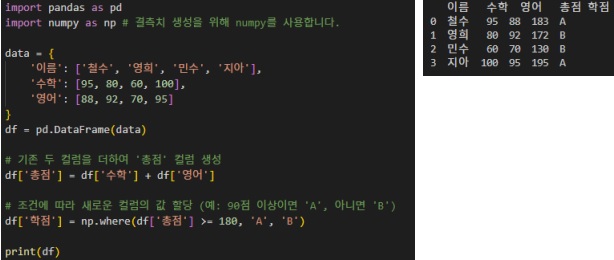 import pandas as pd
import numpy as np # 결측치 생성을 위해 numpy를 사용합니다.
data = {
'이름': ['철수', '영희', '민수', '지아'],
'수학': [95, 80, 60, 100],
'영어': [88, 92, 70, 95]
}
df = pd.DataFrame(data)
# 기존 두 컬럼을 더하여 '총점' 컬럼 생성
df['총점'] = df['수학'] + df['영어']
# 조건에 따라 새로운 컬럼의 값 할당 (예: 90점 이상이면 'A', 아니면 'B')
df['학점'] = np.where(df['총점'] >= 180, 'A', 'B')
print(df)
이름 수학 영어 총점 학점
0 철수 95 88 183 A
1 영희 80 92 172 B
2 민수 60 70 130 B
3 지아 100 95 195 A